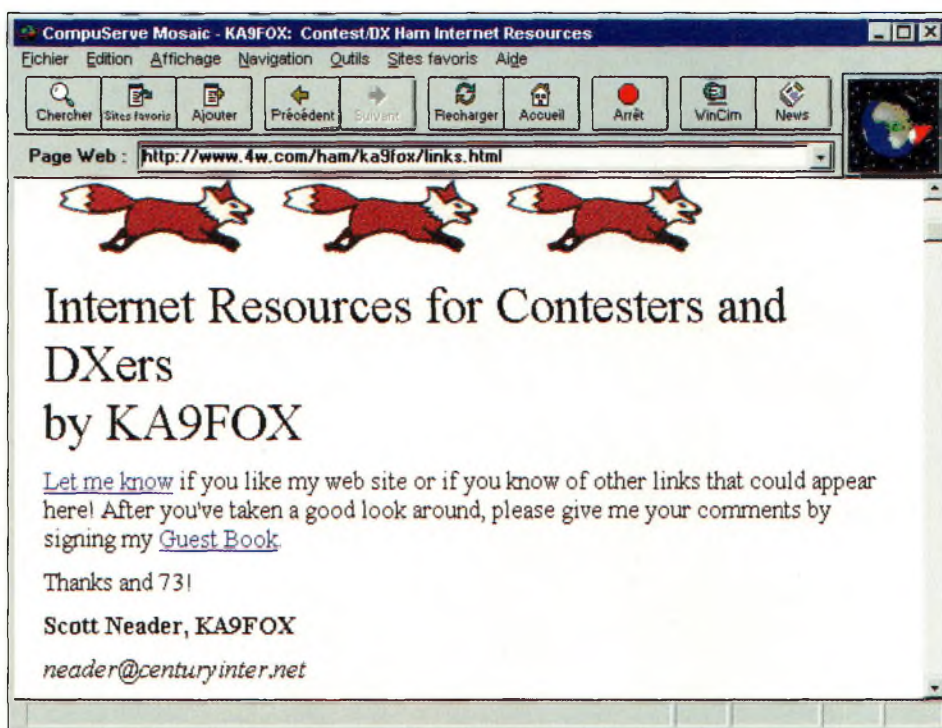 CompuServe Mosaic - KA9FOX: Contest/DX Ham Internet Resources
Fichier Edition Affichage Navigation Outils Sites favoris Aide
Chercher Sites favoris Ajouter Précédent Suivant Recharger Accueil Arrêt WinCim News
Page Web : http://www.4w.com/ham/ka9fox/links.html
Internet Resources for Contesters and
DXers
by KA9FOX
Let me know if you like my web site or if you know of other links that could appear
here! After you've taken a good look around, please give me your comments by
signing my Guest Book.
Thanks and 73!
Scott Neader, KA9FOX
neader@centuryinter.net